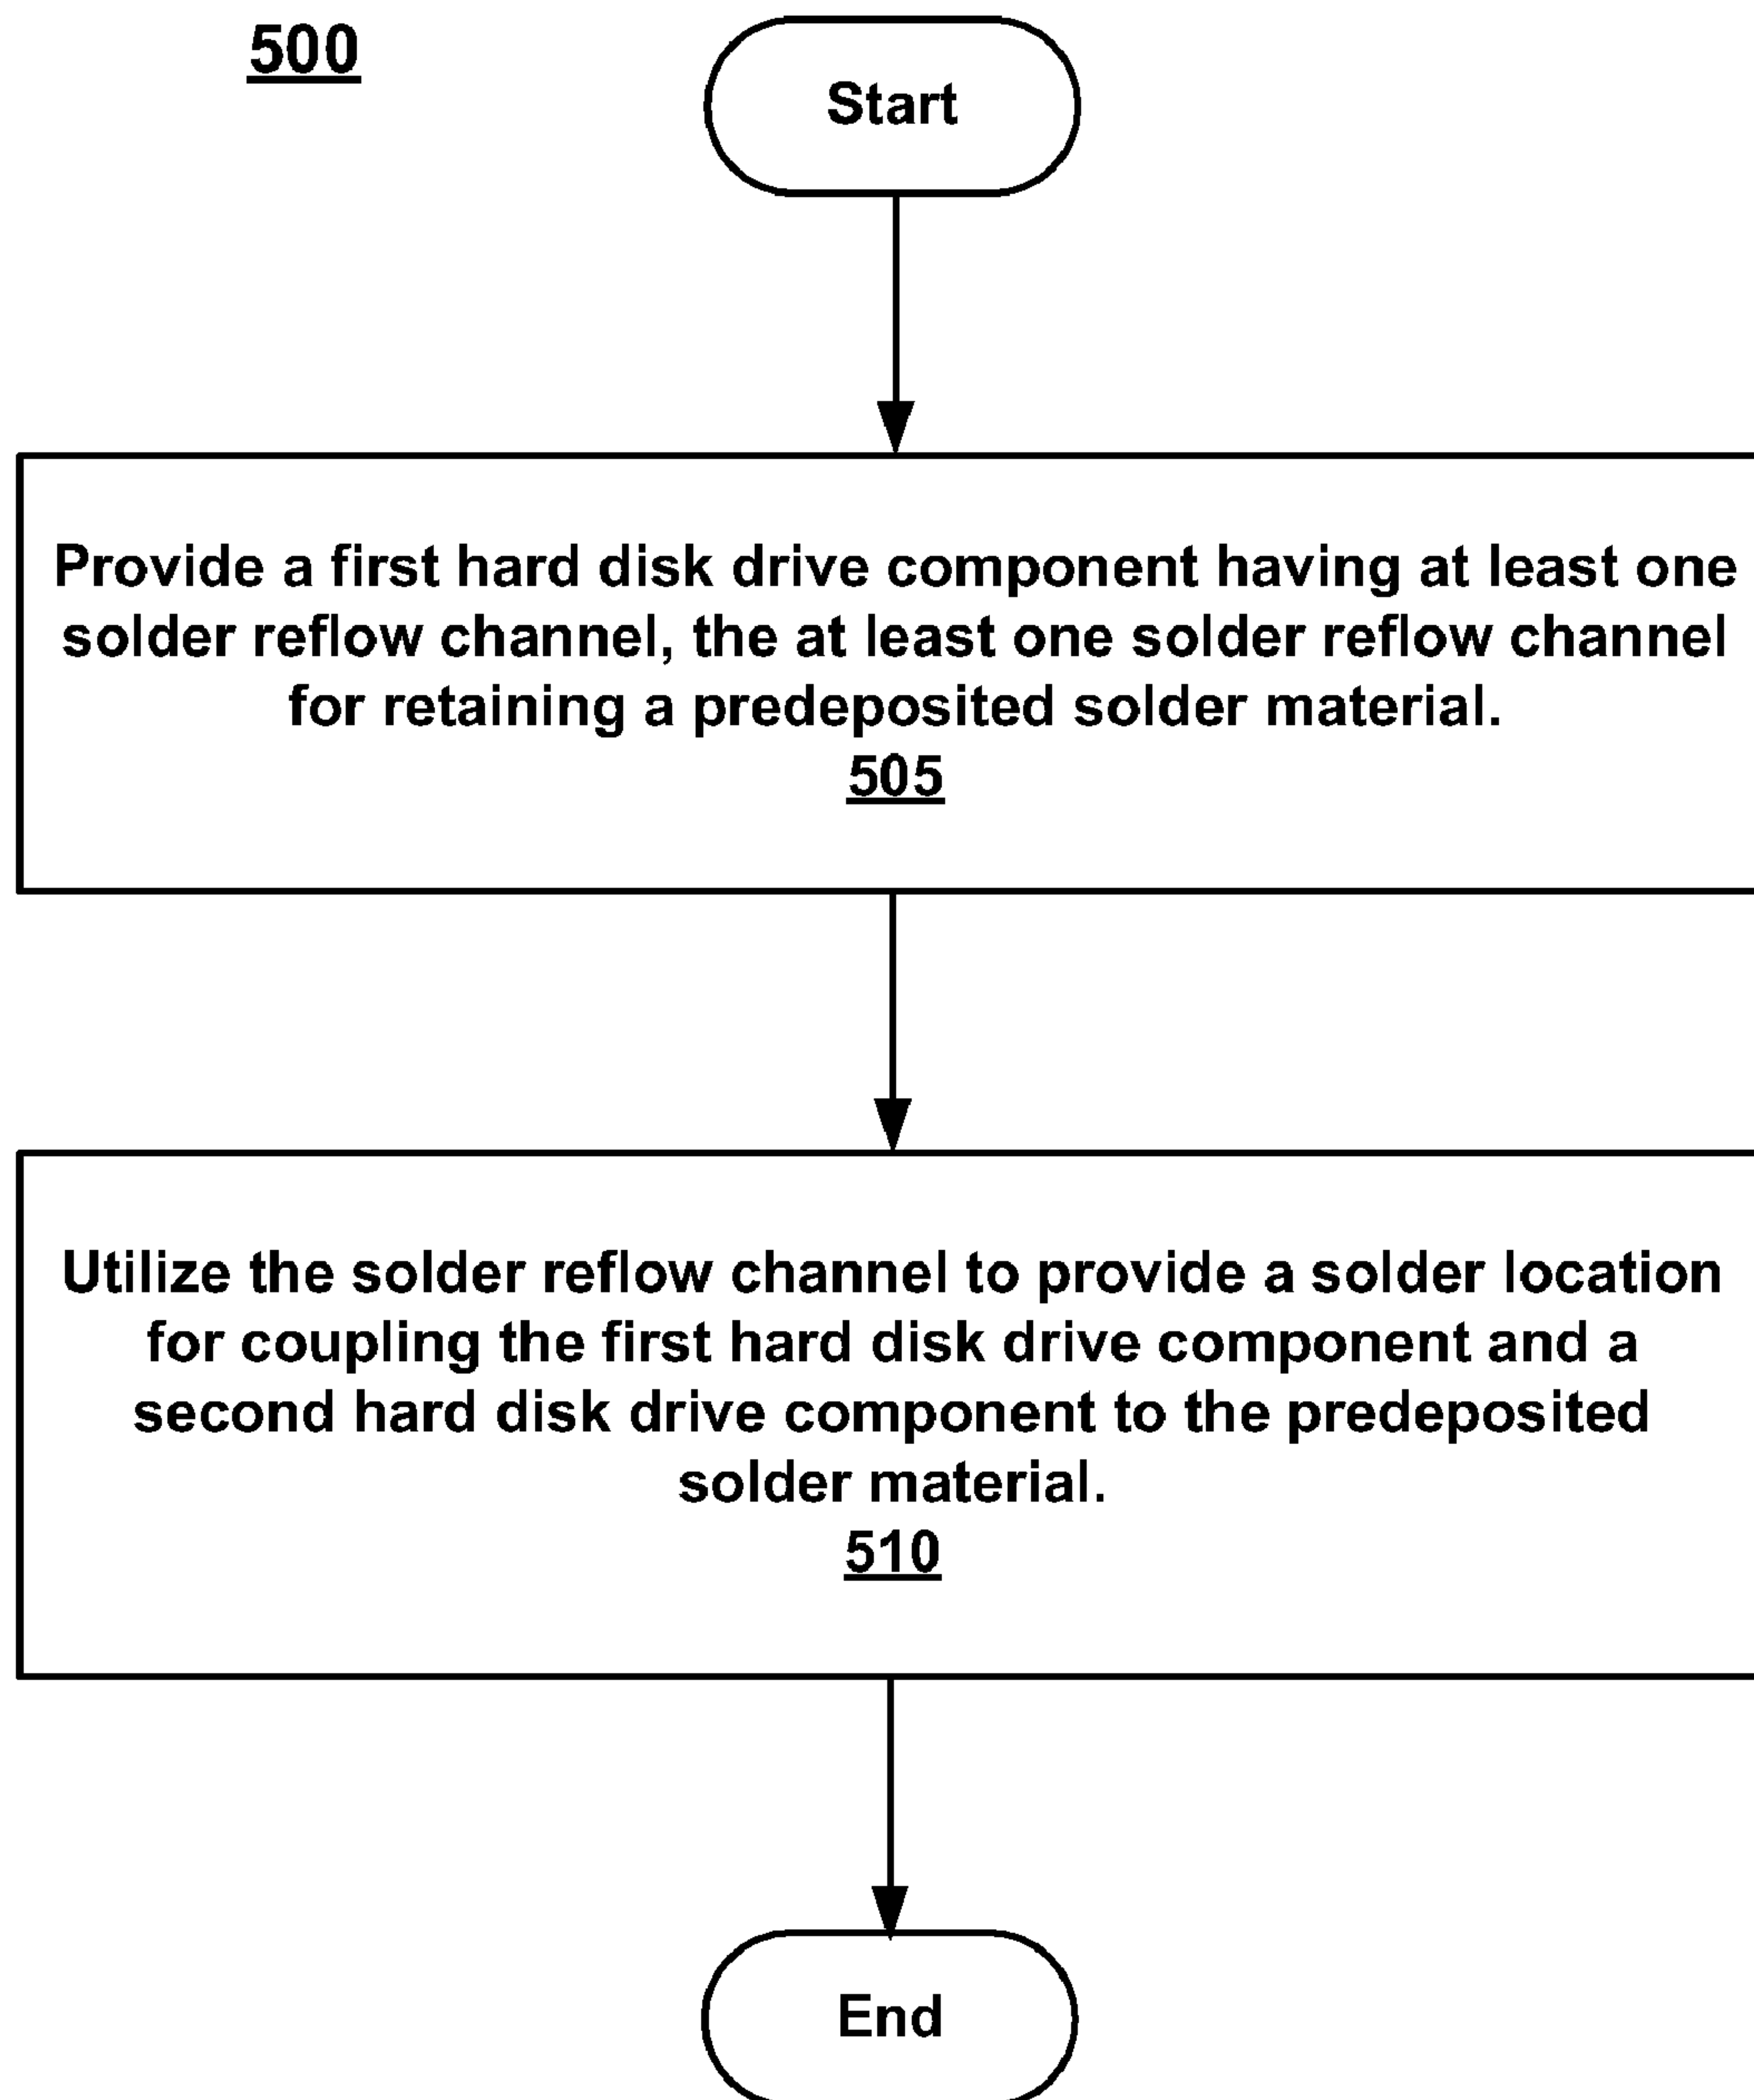 500
Start
Provide a first hard disk drive component having at least one
solder reflow channel, the at least one solder reflow channel
for retaining a predeposited solder material.
505
Utilize the solder reflow channel to provide a solder location
for coupling the first hard disk drive component and a
second hard disk drive component to the predeposited
solder material.
510
End